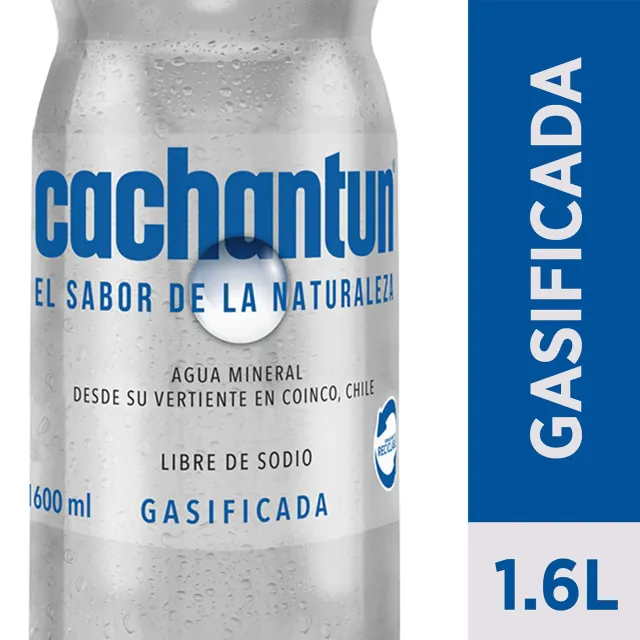 cachantun®
EL SABOR DE LA NATURALEZA
AGUA MINERAL
DESDE SU VERTIENTE EN COINCO, CHILE
LIBRE DE SODIO
1600 ml
GASIFICADA
GASIFICADA
1.6L